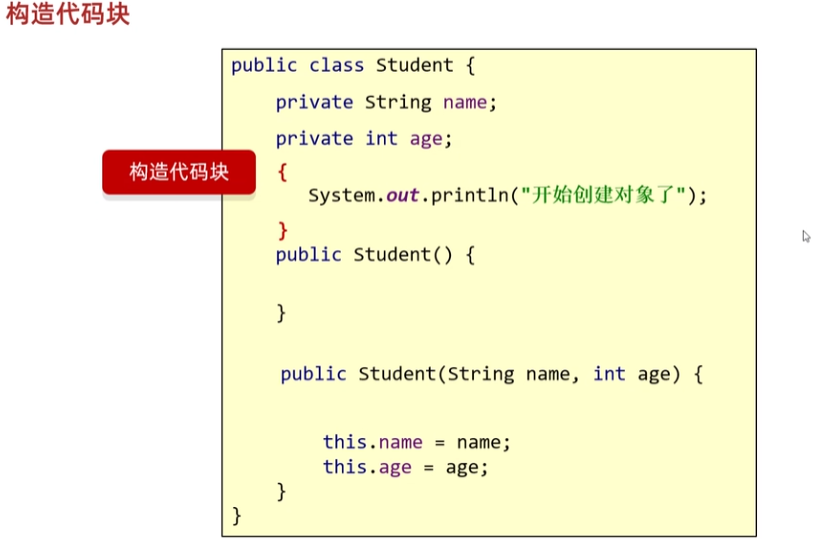 构造代码块
public class Student {
private String name;
private int age;
构造代码块
{
System.out.println("开始创建对象了");
}
public Student() {
}
public Student(String name, int age) {
this.name = name;
this.age = age;
}
}